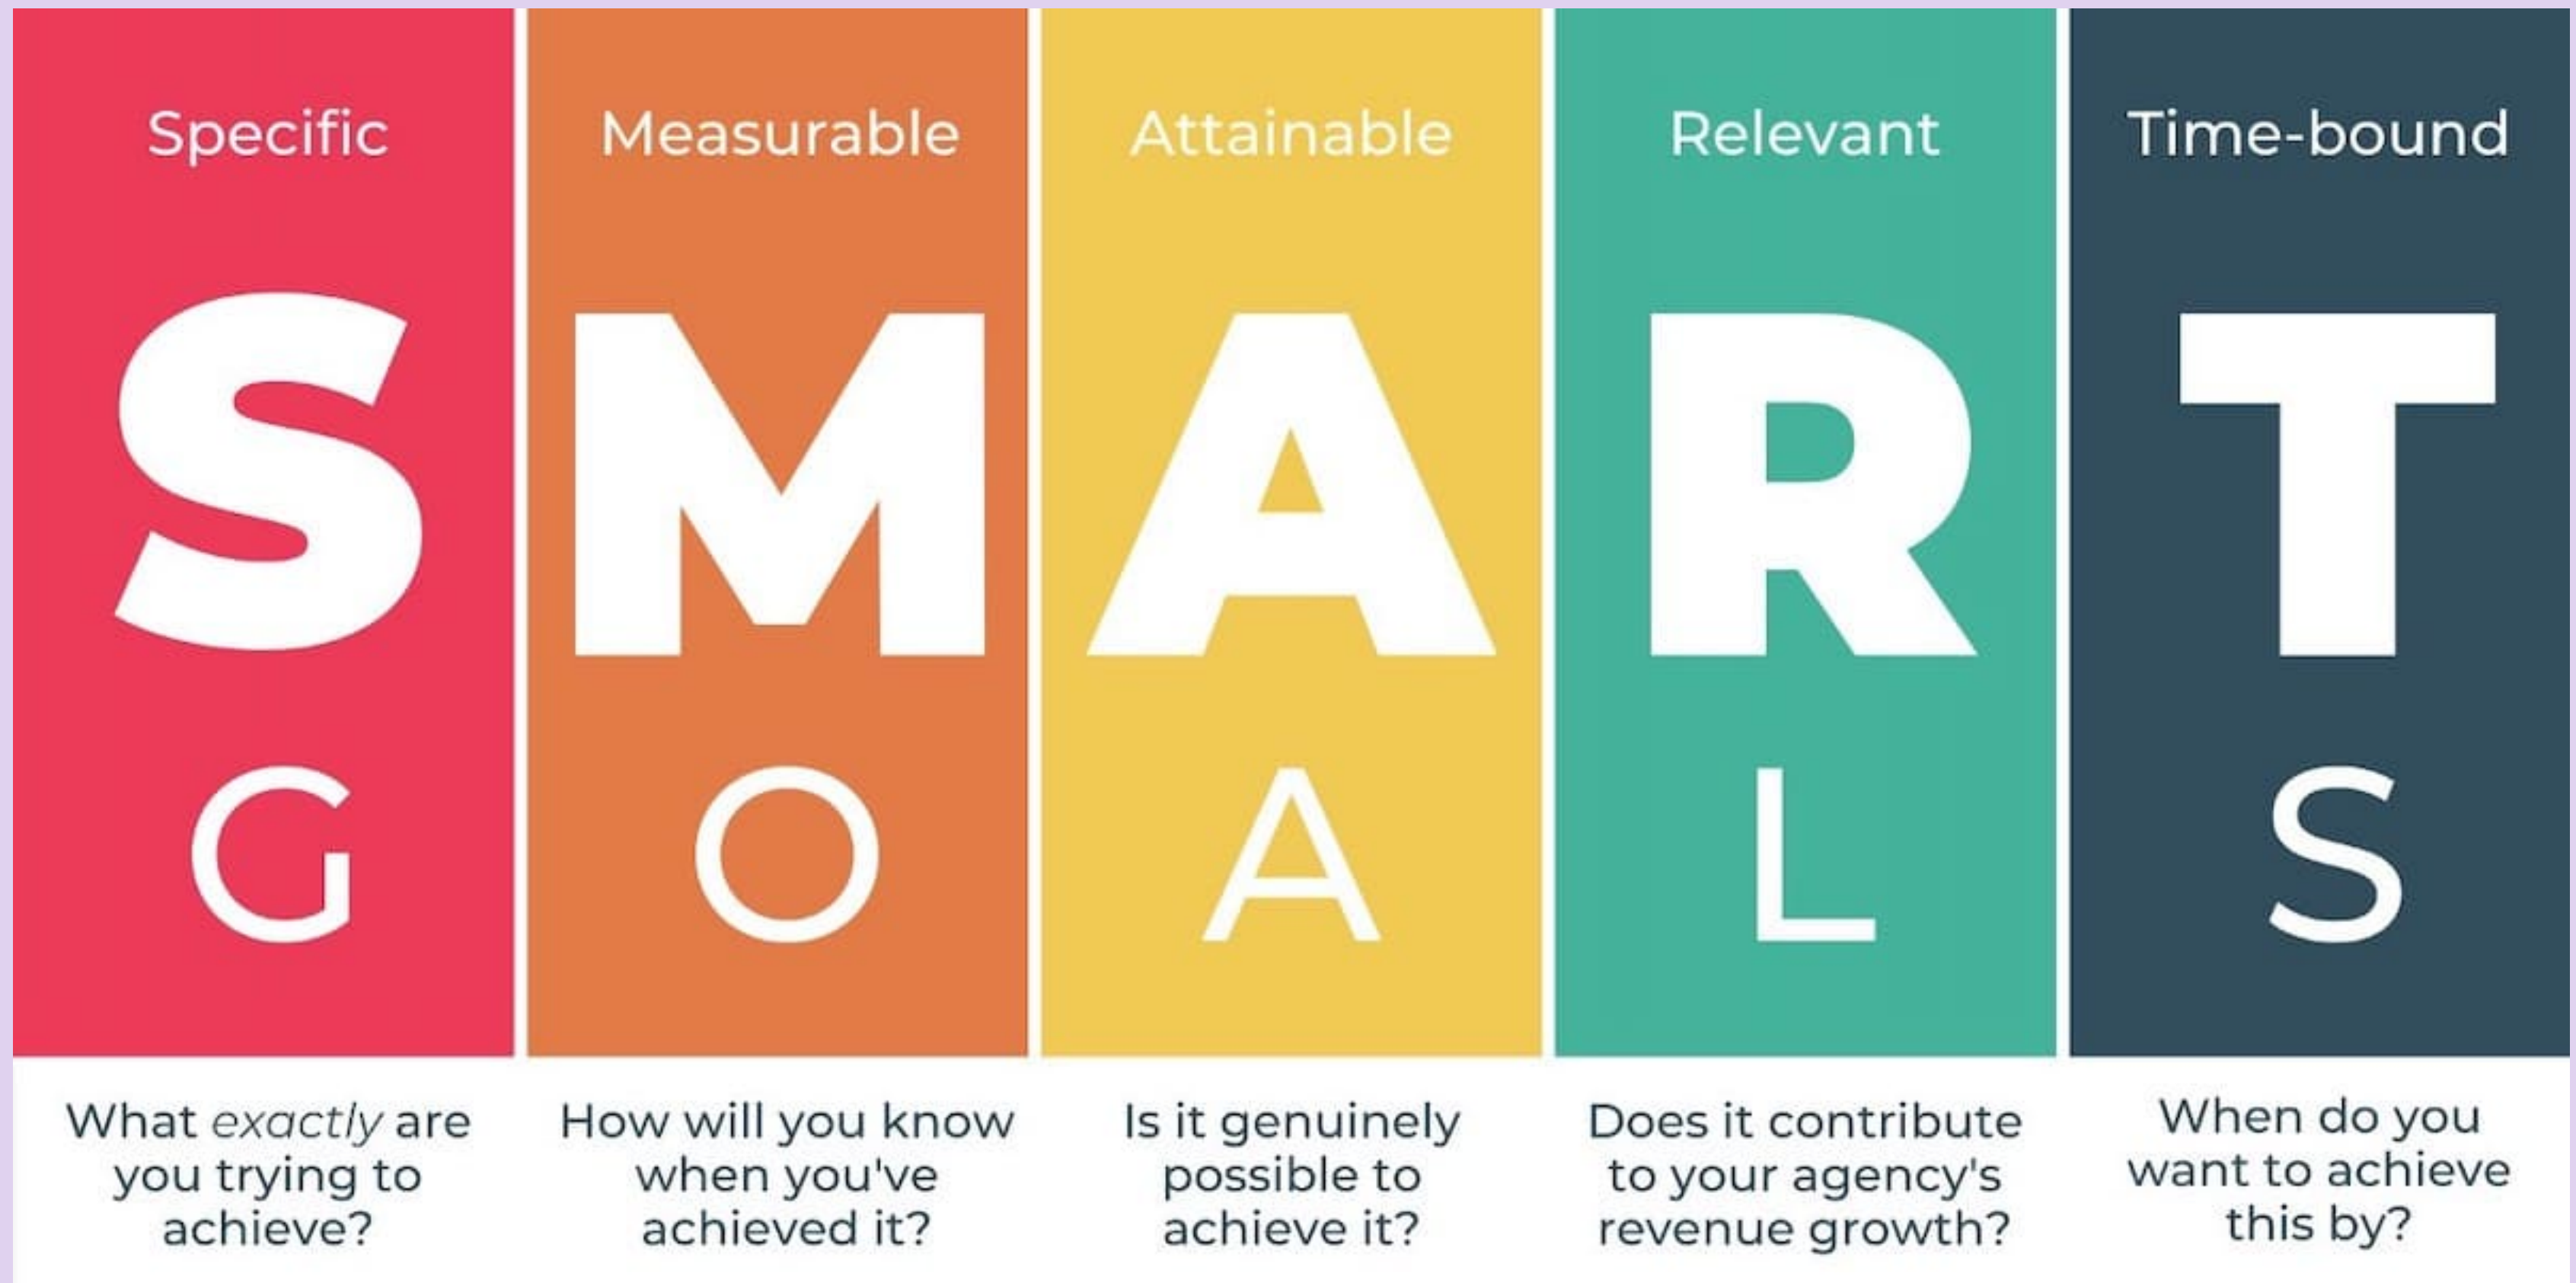 Specific
Measurable
Attainable
Relevant
Time-bound
S M A R T
G O A L S
What exactly are
you trying to
achieve?
How will you know
when you've
achieved it?
Is it genuinely
possible to
achieve it?
Does it contribute
to your agency's
revenue growth?
When do you
want to achieve
this by?